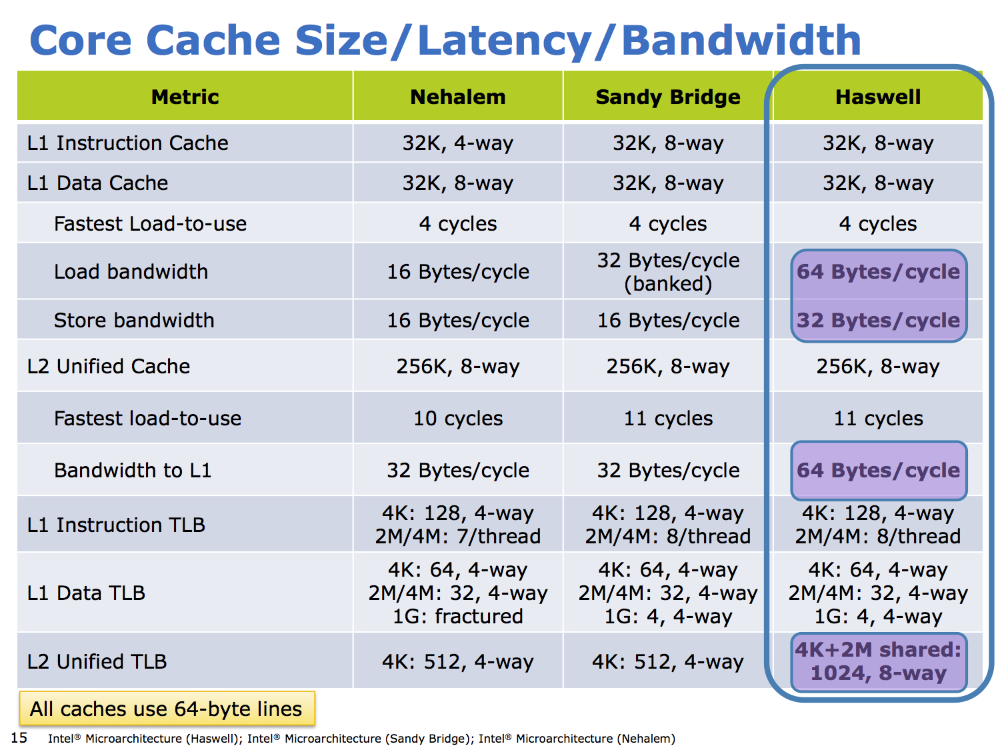 Core Cache Size/Latency/Bandwidth
Metric Nehalem Sandy Bridge Haswell
L1 Instruction Cache 32K, 4-way 32K, 8-way 32K, 8-way
L1 Data Cache 32K, 8-way 32K, 8-way 32K, 8-way
Fastest Load-to-use 4 cycles 4 cycles 4 cycles
Load bandwidth 16 Bytes/cycle 32 Bytes/cycle (banked) 64 Bytes/cycle
Store bandwidth 16 Bytes/cycle 16 Bytes/cycle 32 Bytes/cycle
L2 Unified Cache 256K, 8-way 256K, 8-way 256K, 8-way
Fastest load-to-use 10 cycles 11 cycles 11 cycles
Bandwidth to L1 32 Bytes/cycle 32 Bytes/cycle 64 Bytes/cycle
L1 Instruction TLB
4K: 128, 4-way 4K: 128, 4-way 4K: 128, 4-way
2M/4M: 7/thread 2M/4M: 8/thread 2M/4M: 8/thread
L1 Data TLB
4K: 64, 4-way 4K: 64, 4-way 4K: 64, 4-way
2M/4M: 32, 4-way 2M/4M: 32, 4-way 2M/4M: 32, 4-way
1G: fractured 1G: 4, 4-way 1G: 4, 4-way
L2 Unified TLB 4K: 512, 4-way 4K: 512, 4-way 4K+2M shared:
1024, 8-way
All caches use 64-byte lines
15 Intel® Microarchitecture (Haswell); Intel® Microarchitecture (Sandy Bridge); Intel® Microarchitecture (Nehalem)